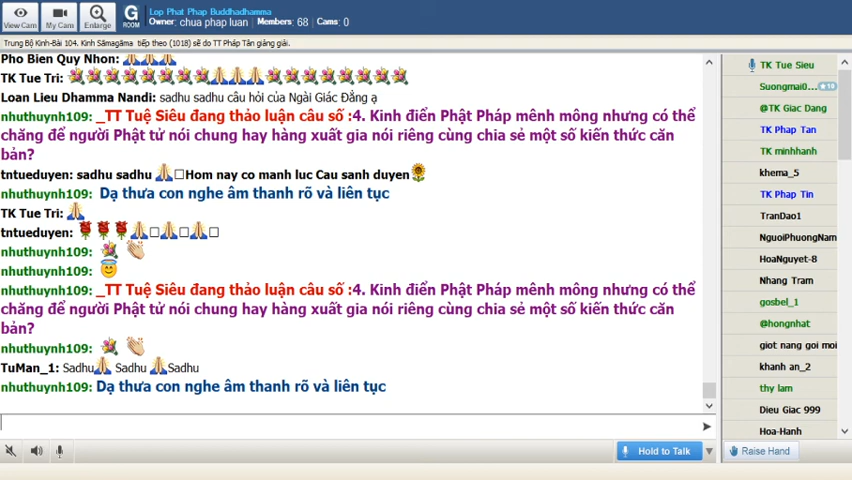 View Cam
My Cam
Enlarge
G
ROOM
Lop Phat Phap Buddhadhamma
Owner: chua phap luan Members: 68 Cams: 0
Trung Bộ Kinh-Bài 104. Kinh Sâmagâma tiếp theo (1018) sẽ do TT Pháp Tân giảng giải.
Pho Bien Quy Nhon: 🙏🙏🙏
TK Tue Tri: 💐💐💐💐💐💐💐💐🙏🙏🙏💐💐💐💐💐💐💐💐
Loan Lieu Dhamma Nandi: sadhu sadhu câu hỏi của Ngài Giác Đẳng ạ
nhuthuynh109: _TT Tuệ Siêu đang thảo luận câu số :4. Kinh điển Phật Pháp mênh mông nhưng có thể
chăng để người Phật tử nói chung hay hàng xuất gia nói riêng cùng chia sẻ một số kiến thức căn
bản?
tntueduyen: sadhu sadhu 🙏□Hom nay co manh luc Cau sanh duyen🌻
nhuthuynh109: Dạ thưa con nghe âm thanh rõ và liên tục
TK Tue Tri: 🙏
tntueduyen: 🌹🌹🌹🙏□🙏□🙏□
nhuthuynh109: 💐 👏
nhuthuynh109: 😇
nhuthuynh109: _TT Tuệ Siêu đang thảo luận câu số :4. Kinh điển Phật Pháp mênh mông nhưng có thể
chăng để người Phật tử nói chung hay hàng xuất gia nói riêng cùng chia sẻ một số kiến thức căn
bản?
nhuthuynh109: 💐 👏
TuMan_1: Sadhu🙏 Sadhu 🙏Sadhu
nhuthuynh109: Dạ thưa con nghe âm thanh rõ và liên tục
Hold to Talk
TK Tue Sieu
Suongmai0... ★10
@TK Giac Dang
TK Phap Tan
TK minhhanh
khema_5
TK Phap Tin
TranDao1
NguoiPhuongNam
HoaNguyet-8
Nhang Tram
gosbel_1
@hongnhat
giot nang goi moi
khanh an_2
thy lam
Dieu Giac 999
Hoa-Hanh
Raise Hand